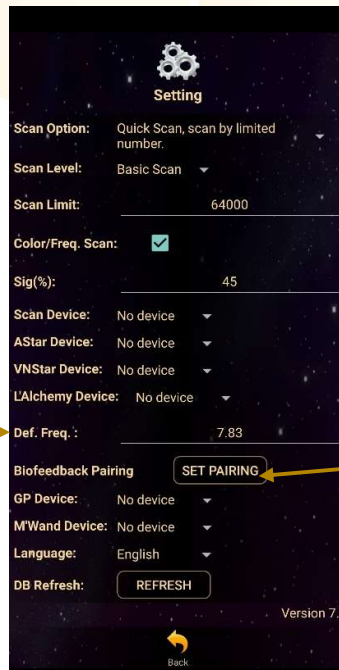 Setting
Scan Option: Quick Scan, scan by limited
number.
Scan Level: Basic Scan
Scan Limit: 64000
Color/Freq. Scan:
Sig(%): 45
Scan Device: No device
AStar Device: No device
VNStar Device: No device
L'Alchemy Device: No device
Def. Freq. : 7.83
Biofeedback Pairing SET PAIRING
GP Device: No device
M'Wand Device: No device
Language: English
DB Refresh: REFRESH
Version 7.
Back